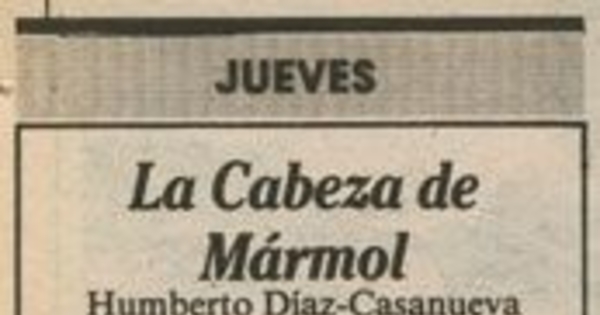 JUEVES
La Cabeza de
Mármol
Humberto Díaz-Casanueva